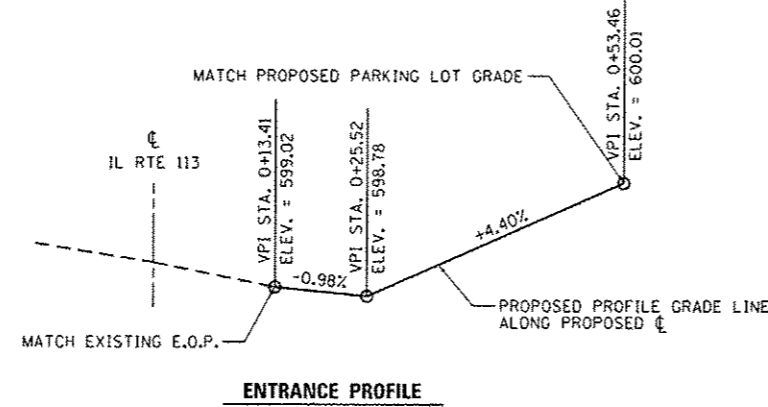 MATCH PROPOSED PARKING LOT GRADE
VPI STA. 0+53.46
ELEV. = 600.01
℄
IL RTE 113
VPI STA. 0+13.41
ELEV. = 599.02
VPI STA. 0+25.52
ELEV. = 598.78
-0.98%
+4.40%
MATCH EXISTING E.O.P.
PROPOSED PROFILE GRADE LINE
ALONG PROPOSED ℄
ENTRANCE PROFILE